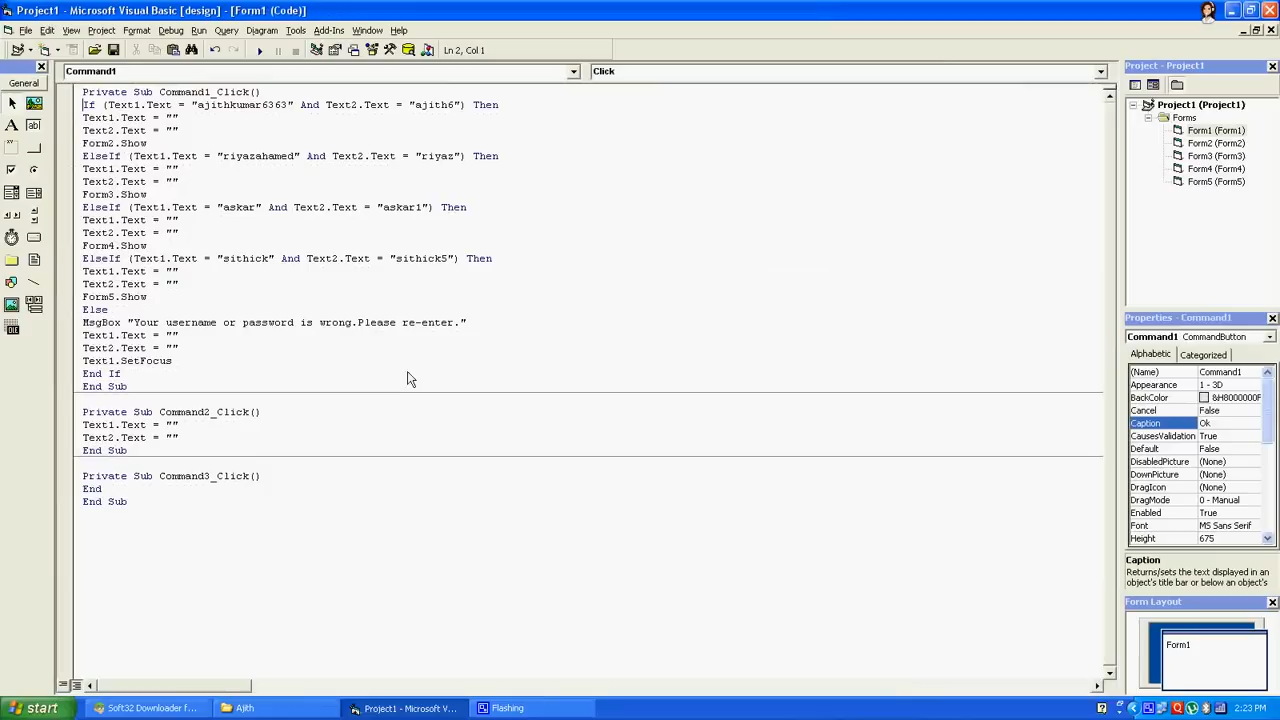 Project1 - Microsoft Visual Basic [design] - [Form1 (Code)]
File Edit View Project Format Debug Run Query Diagram Tools Add-Ins Window Help
Ln 2, Col 1
General
Command1
Click
Private Sub Command1_Click()
If (Text1.Text = "ajithkumar6363" And Text2.Text = "ajith6") Then
Text1.Text = ""
Text2.Text = ""
Form2.Show
ElseIf (Text1.Text = "riyazahamed" And Text2.Text = "riyaz") Then
Text1.Text = ""
Text2.Text = ""
Form3.Show
ElseIf (Text1.Text = "askar" And Text2.Text = "askar1") Then
Text1.Text = ""
Text2.Text = ""
Form4.Show
ElseIf (Text1.Text = "sithick" And Text2.Text = "sithick5") Then
Text1.Text = ""
Text2.Text = ""
Form5.Show
Else
MsgBox "Your username or password is wrong.Please re-enter."
Text1.Text = ""
Text2.Text = ""
Text1.SetFocus
End If
End Sub
Private Sub Command2_Click()
Text1.Text = ""
Text2.Text = ""
End Sub
Private Sub Command3_Click()
End
End Sub
Project - Project1
Project1 (Project1)
Forms
Form1 (Form1)
Form2 (Form2)
Form3 (Form3)
Form4 (Form4)
Form5 (Form5)
Properties - Command1
Command1 CommandButton
Alphabetic Categorized
(Name) Command1
Appearance 1 - 3D
BackColor &H8000000F
Cancel False
Caption Ok
CausesValidation True
Default False
DisabledPicture (None)
DownPicture (None)
DragIcon (None)
DragMode 0 - Manual
Enabled True
Font MS Sans Serif
Height 675
Caption
Returns/sets the text displayed in an
object's title bar or below an object's
Form Layout
Form1
start
Soft32 Downloader f...
Ajith
Project1 - Microsoft V...
Flashing
2:23 PM